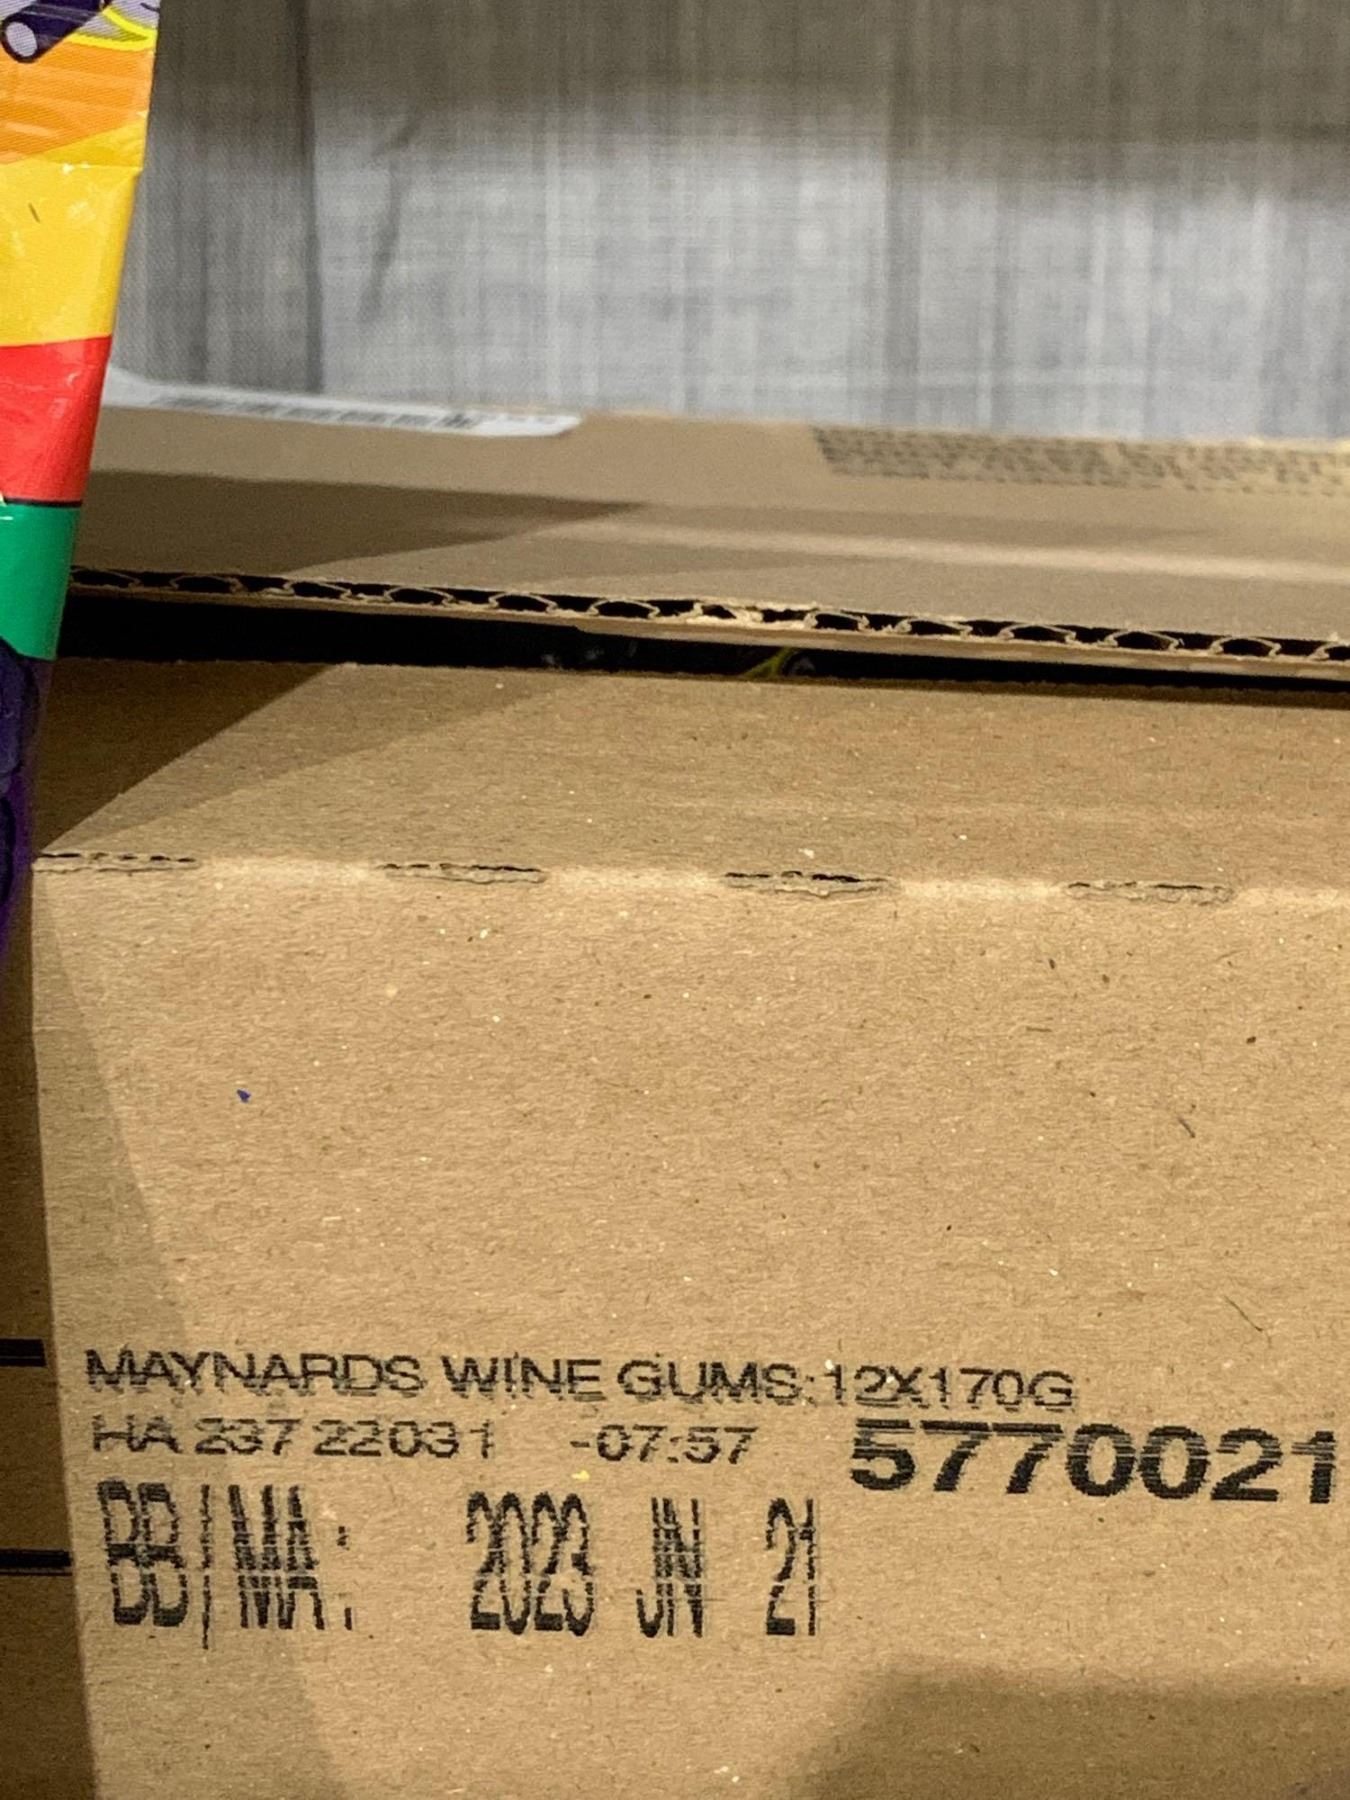 MAYNARDS WINE GUMS:12X170G
HA 237 22031 -07:57 5770021
BB/MA: 2023 JN 21